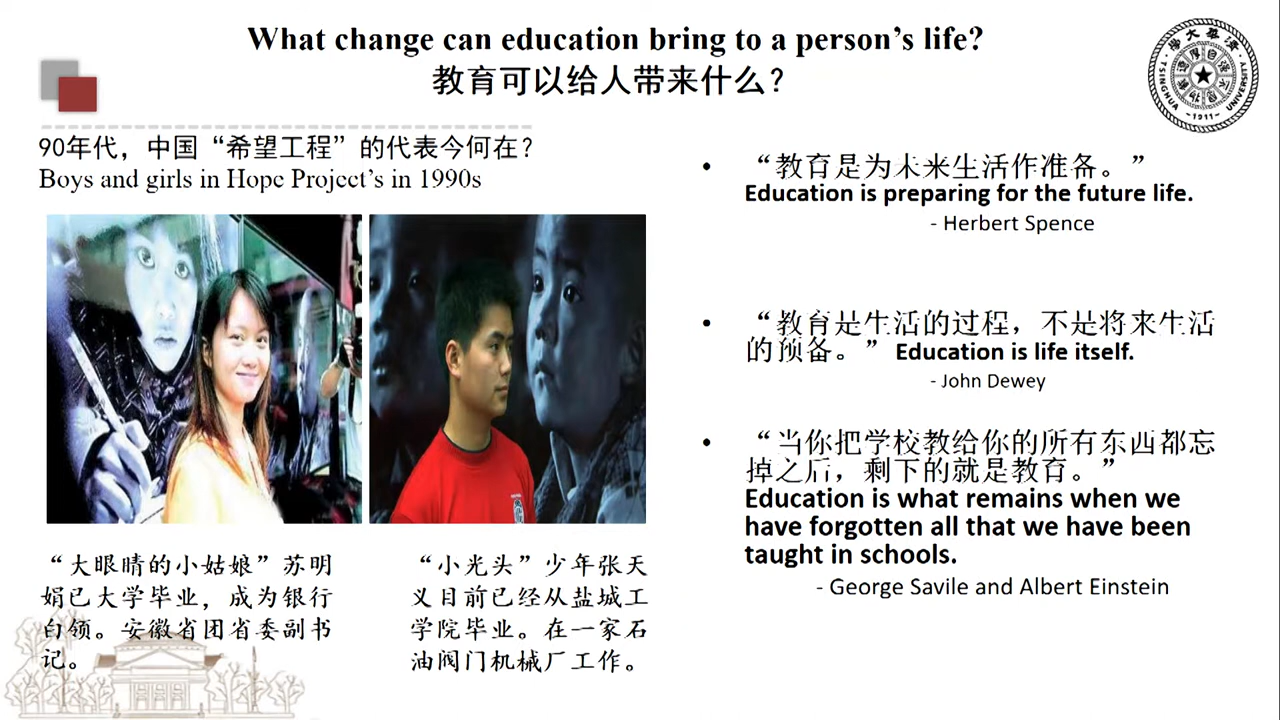 What change can education bring to a person's life?
教育可以给人带来什么?
90年代,中国“希望工程”的代表今何在?
Boys and girls in Hope Project's in 1990s
“大眼睛的小姑娘”苏明
娟已大学毕业,成为银行
白领。安徽省团省委副书
记。
“小光头”少年张天
义目前已经从盐城工
学院毕业。在一家石
油阀门机械厂工作。
• “教育是为未来生活作准备。”
Education is preparing for the future life.
- Herbert Spence
• “教育是生活的过程,不是将来生活
的预备。” Education is life itself.
- John Dewey
• “当你把学校教给你的所有东西都忘
掉之后,剩下的就是教育。”
Education is what remains when we
have forgotten all that we have been
taught in schools.
- George Savile and Albert Einstein
TSINGHUA UNIVERSITY
-1911-